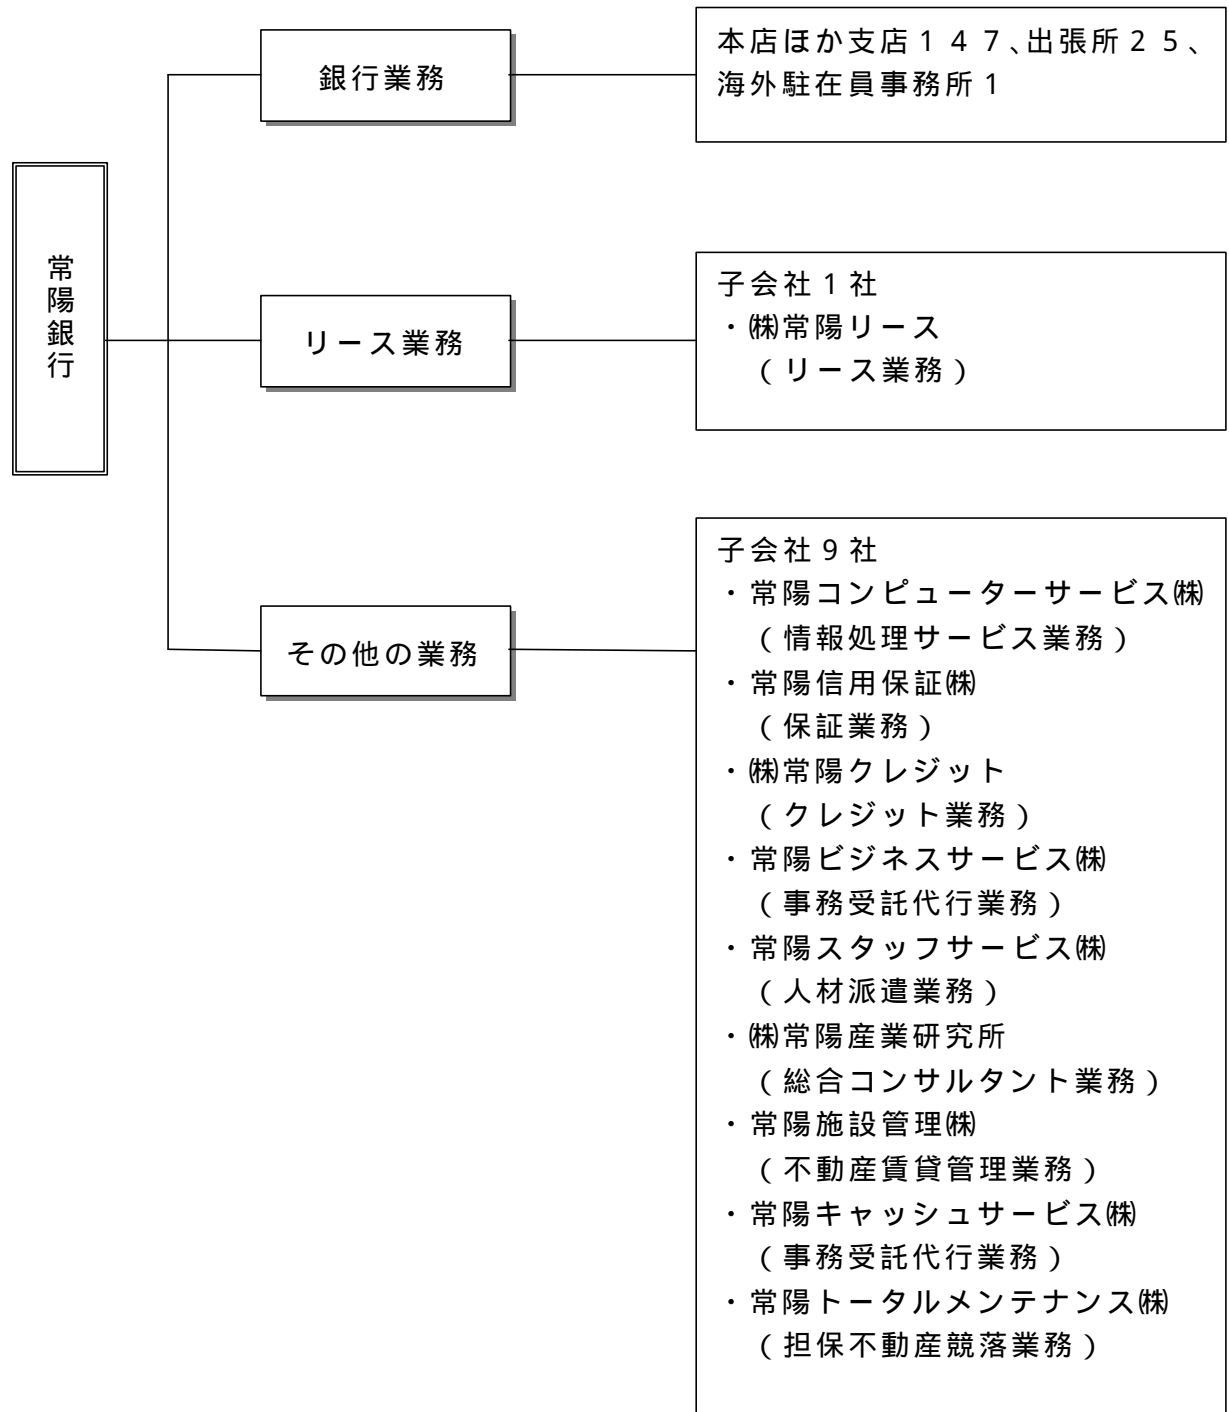 常陽銀行
銀行業務
本店ほか支店１４７、出張所２５、
海外駐在員事務所１
リース業務
子会社１社
・㈱常陽リース
（リース業務）
その他の業務
子会社９社
・常陽コンピューターサービス㈱
（情報処理サービス業務）
・常陽信用保証㈱
（保証業務）
・㈱常陽クレジット
（クレジット業務）
・常陽ビジネスサービス㈱
（事務受託代行業務）
・常陽スタッフサービス㈱
（人材派遣業務）
・㈱常陽産業研究所
（総合コンサルタント業務）
・常陽施設管理㈱
（不動産賃貸管理業務）
・常陽キャッシュサービス㈱
（事務受託代行業務）
・常陽トータルメンテナンス㈱
（担保不動産競落業務）